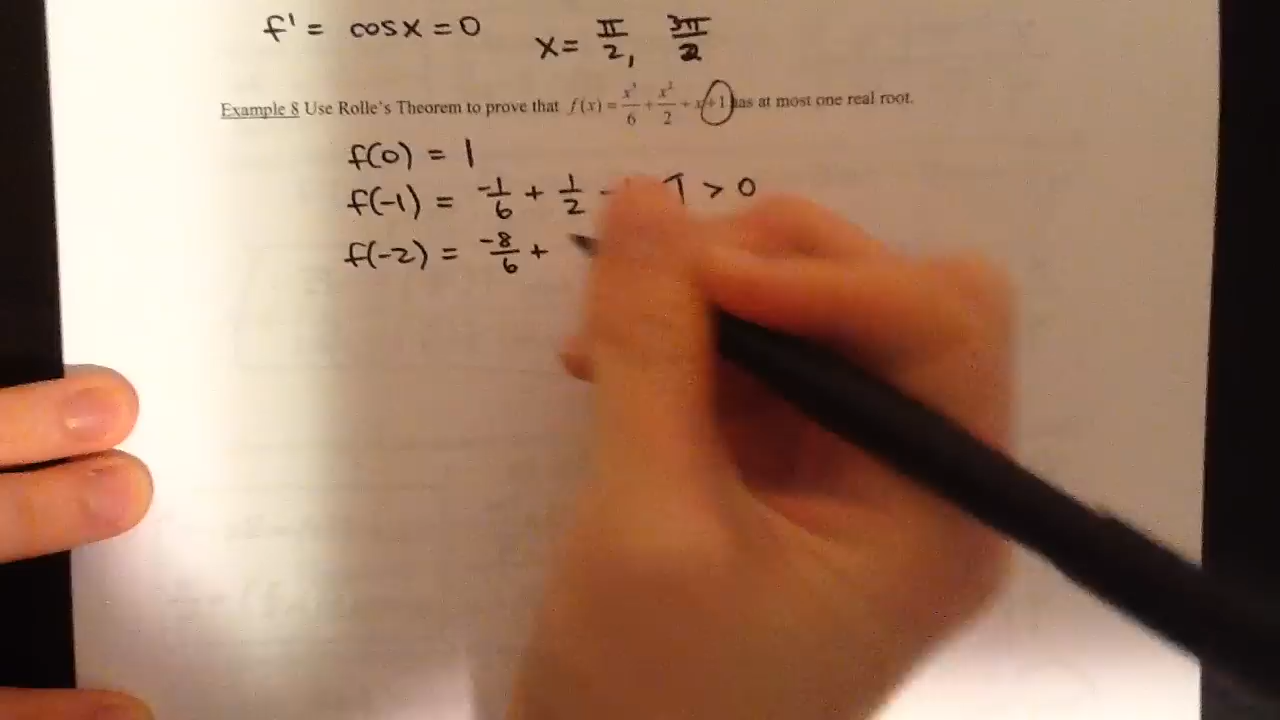 f' = cosx = 0 x = π/2, 3π/2
Example 8 Use Rolle's Theorem to prove that f(x) = x³/6 + x²/2 + x + 1 has at most one real root.
f(0) = 1
f(-1) = -1/6 + 1/2 - 1 > 0
f(-2) = -8/6 +